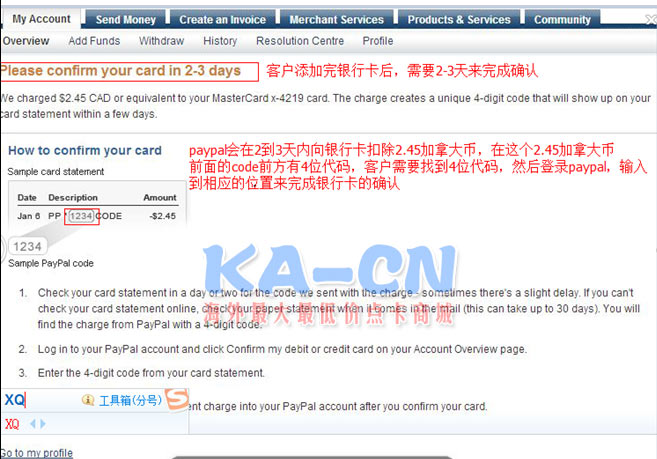 My Account Send Money Create an Invoice Merchant Services Products & Services Community
Overview Add Funds Withdraw History Resolution Centre Profile
Please confirm your card in 2-3 days 客户添加完银行卡后，需要2-3天来完成确认
We charged $2.45 CAD or equivalent to your MasterCard x-4219 card. The charge creates a unique 4-digit code that will show up on your
card statement within a few days.
How to confirm your card
paypal会在2到3天内向银行卡扣除2.45加拿大币，在这个2.45加拿大币
前面的code前方有4位代码，客户需要找到4位代码，然后登录paypal，输入
到相应的位置来完成银行卡的确认
Sample card statement
Date Description Amount
Jan 6 PP *1234 CODE -$2.45
1234
Sample PayPal code
KA-CN
海外最大最低价点卡商城
1. Check your card statement in a day or two for the code we sent with the charge - sometimes there's a slight delay. If you can't
check your card statement online, check your paper statement when it comes in the mail (this can take up to 30 days). You will
find the charge from PayPal with a 4-digit code.
2. Log in to your PayPal account and click Confirm my debit or credit card on your Account Overview page.
3. Enter the 4-digit code from your card statement.
XQ 工具箱(分号) S
XQ
ent charge into your PayPal account after you confirm your card.
Go to my profile